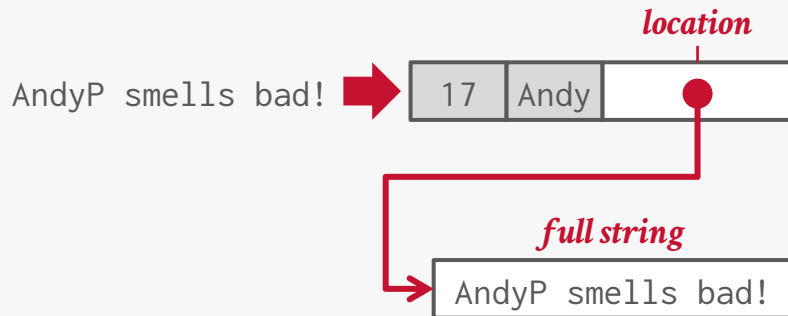 location
AndyP smells bad! 17 Andy
full string
AndyP smells bad!